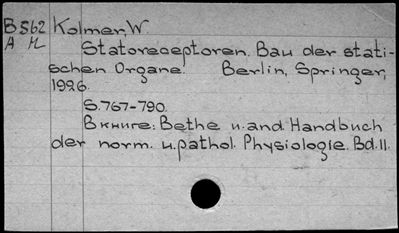 B562 Kolmer, W.
A
Statoreceptoren. Bau der stati-
schen Organe. Berlin, Springer,
1926.
S.767-790.
В книге: Bethe u. and Handbuch
der norm. u. pathol. Physiologie. Bd.11.